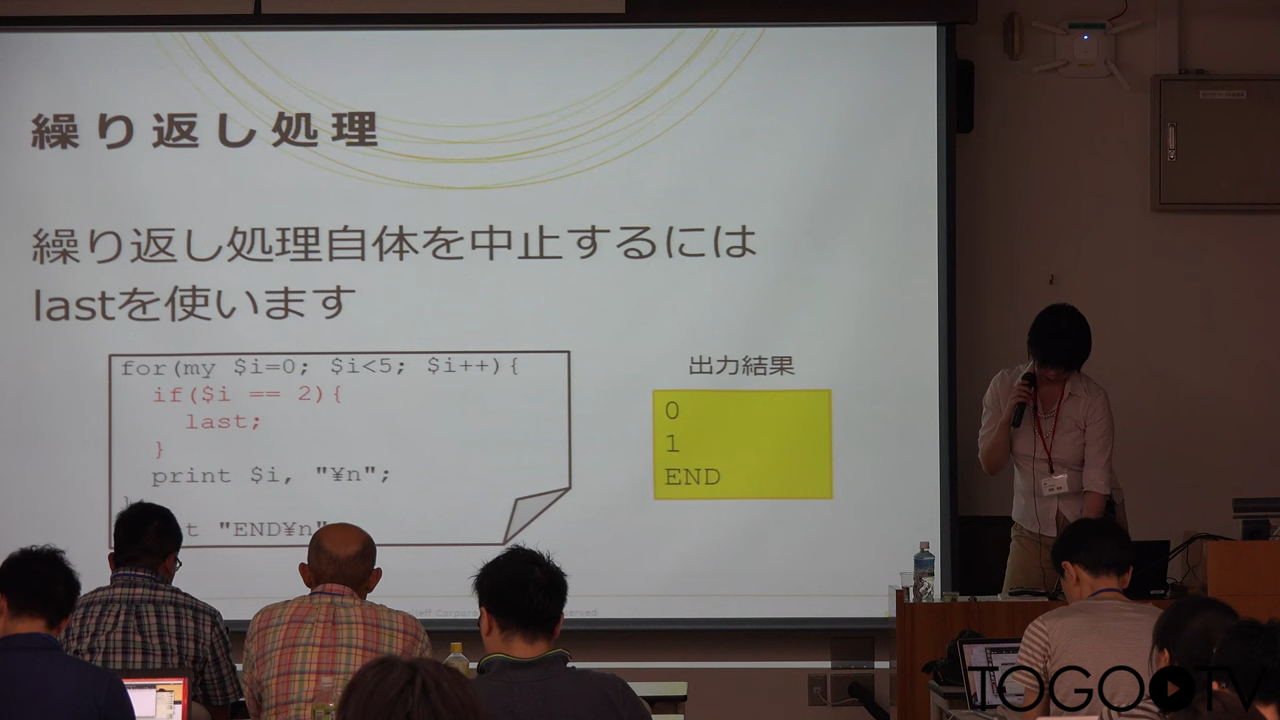 繰り返し処理
繰り返し処理自体を中止するには
lastを使います
for(my $i=0; $i<5; $i++){
if($i == 2){
last;
}
print $i, "¥n";
}
t "END¥n"
出力結果
0
1
END
TOGOTV